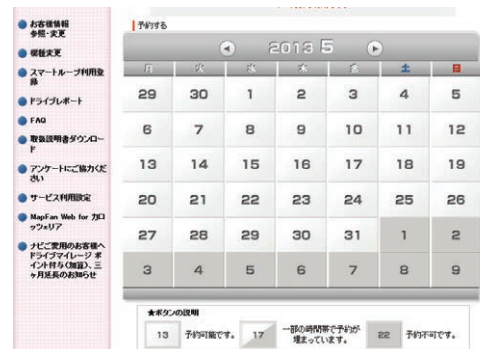 お客様情報
参照・変更
機種変更
スマートループ利用登
録
ドライブレポート
FAQ
取扱説明書ダウンロー
ド
アンケートにご協力くだ
さい
サービス利用設定
MapFan Web for カロ
ッツェリア
ナビご愛用のお客様へ
ドライブマイレージ ポ
イント付与(加算)、三
ヶ月延長のお知らせ
予約する
2013 5
月 火 水 木 金 土 日
29 30 1 2 3 4 5
6 7 8 9 10 11 12
13 14 15 16 17 18 19
20 21 22 23 24 25 26
27 28 29 30 31 1 2
3 4 5 6 7 8 9
★ボタンの説明
13 予約可能です。 17 一部の時間帯で予約が
埋まっています。 22 予約不可です。